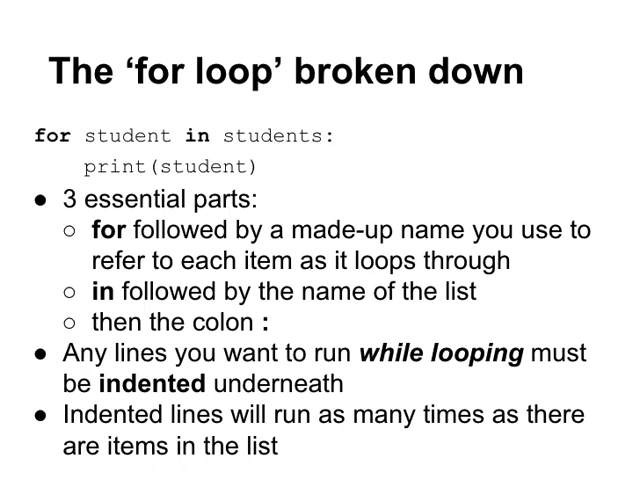 The ‘for loop’ broken down
for student in students:
    print(student)
● 3 essential parts:
○ for followed by a made-up name you use to
refer to each item as it loops through
○ in followed by the name of the list
○ then the colon :
● Any lines you want to run while looping must
be indented underneath
● Indented lines will run as many times as there
are items in the list